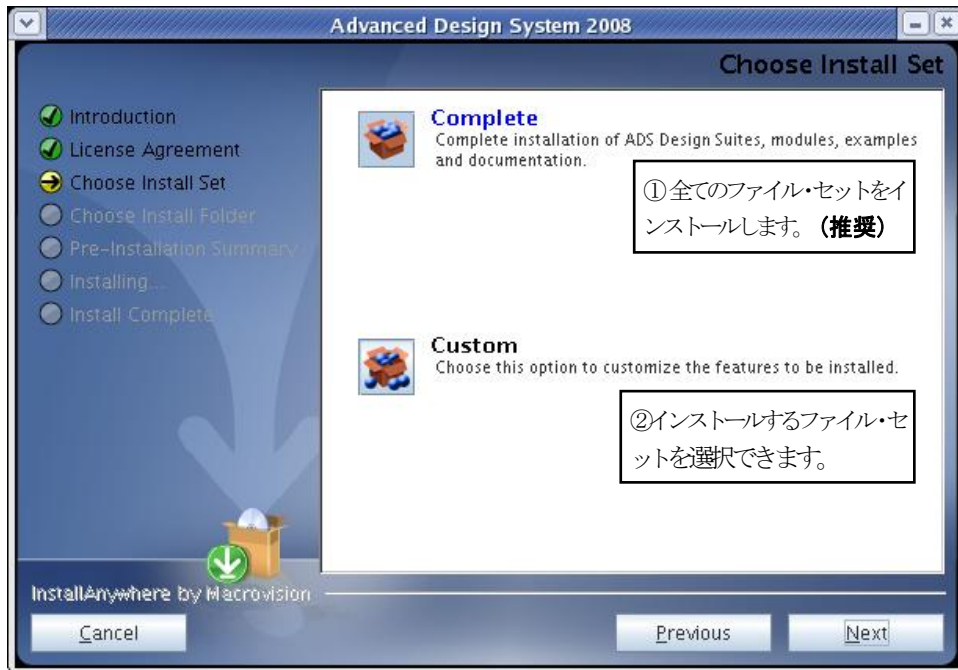 Advanced Design System 2008
Choose Install Set
Introduction
License Agreement
Choose Install Set
Choose Install Folder
Pre-Installation Summary
Installing...
Install Complete
Complete
Complete installation of ADS Design Suites, modules, examples
and documentation.
①全てのファイル・セットをイ
ンストールします。(推奨)
Custom
Choose this option to customize the features to be installed.
②インストールするファイル・セ
ットを選択できます。
InstallAnywhere by Macrovision
Cancel
Previous
Next